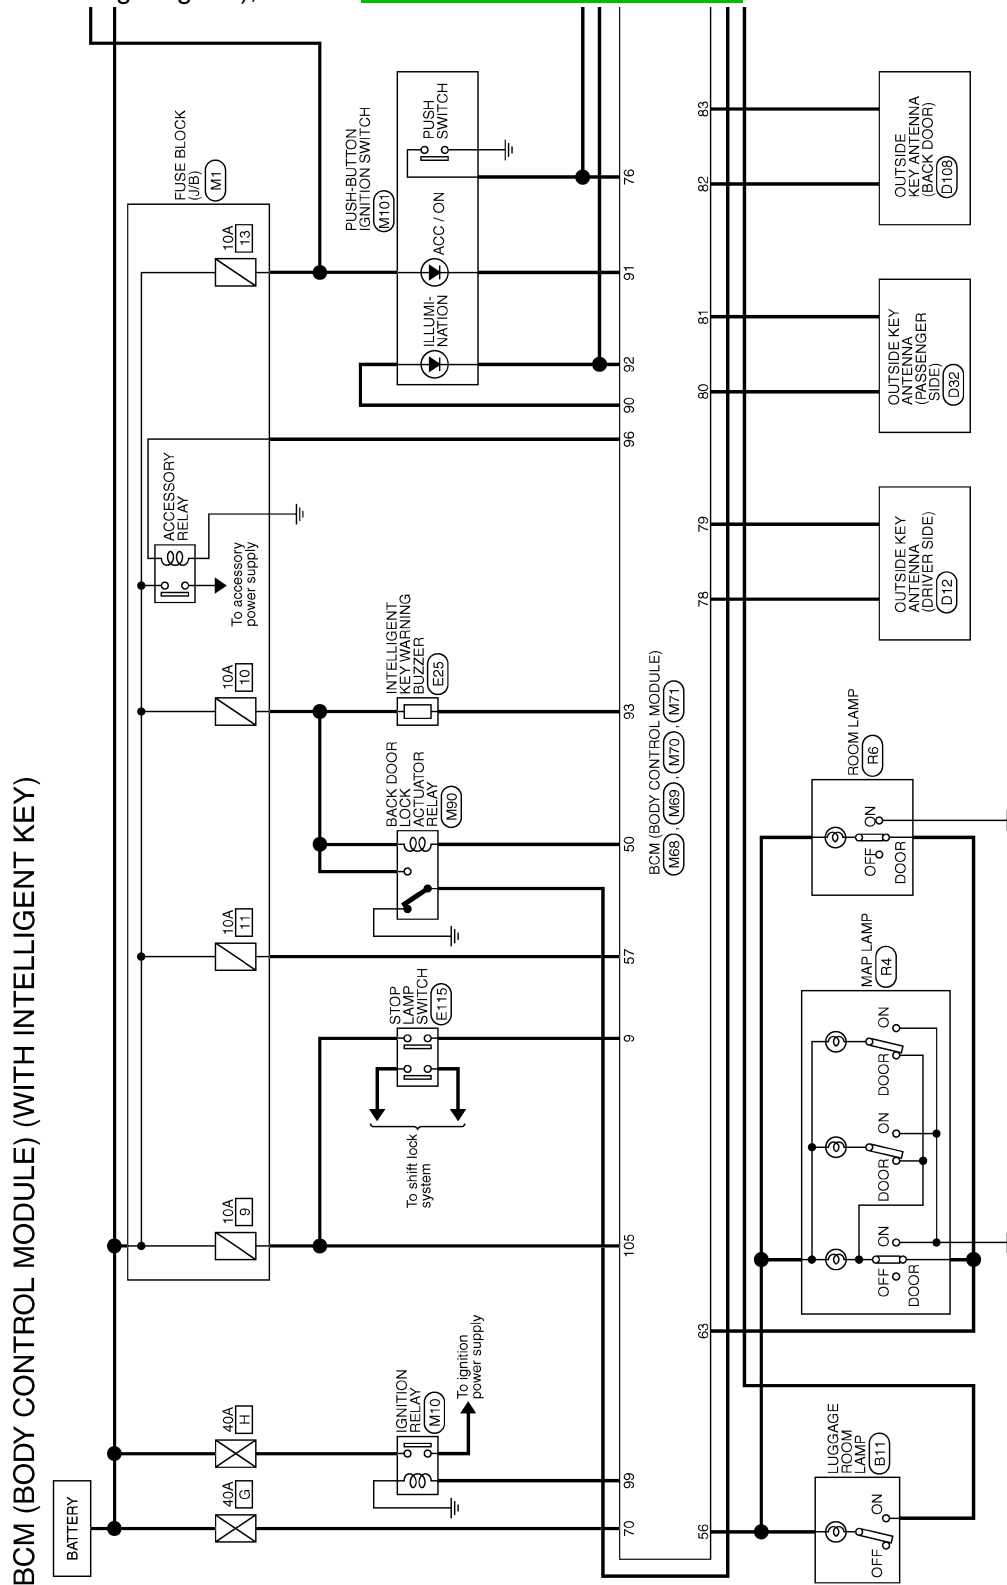 BCM (BODY CONTROL MODULE) (WITH INTELLIGENT KEY)
BATTERY
40A
G
40A
H
10A
9
10A
11
10A
10
10A
13
FUSE BLOCK
(J/B)
M1
ACCESSORY
RELAY
To accessory
power supply
IGNITION
RELAY
M10
To ignition
power supply
To shift lock
system
STOP
LAMP
SWITCH
E115
BACK DOOR
LOCK
ACTUATOR
RELAY
M90
INTELLIGENT
KEY WARNING
BUZZER
E25
PUSH-BUTTON
IGNITION SWITCH
M101
ILLUMI-
NATION
ACC / ON
PUSH
SWITCH
70
99
105
9
57
50
93
96
90
92
91
76
BCM (BODY CONTROL MODULE)
M68 , M69 , M70 , M71
56
63
78
79
80
81
82
83
LUGGAGE
ROOM
LAMP
B11
OFF
ON
MAP LAMP
R4
OFF
ON
DOOR
DOOR
ON
DOOR
ON
ROOM LAMP
R6
OFF
ON
DOOR
OUTSIDE KEY
ANTENNA
(DRIVER SIDE)
D12
OUTSIDE KEY
ANTENNA
(PASSENGER
SIDE)
D32
OUTSIDE
KEY ANTENNA
(BACK DOOR)
D108